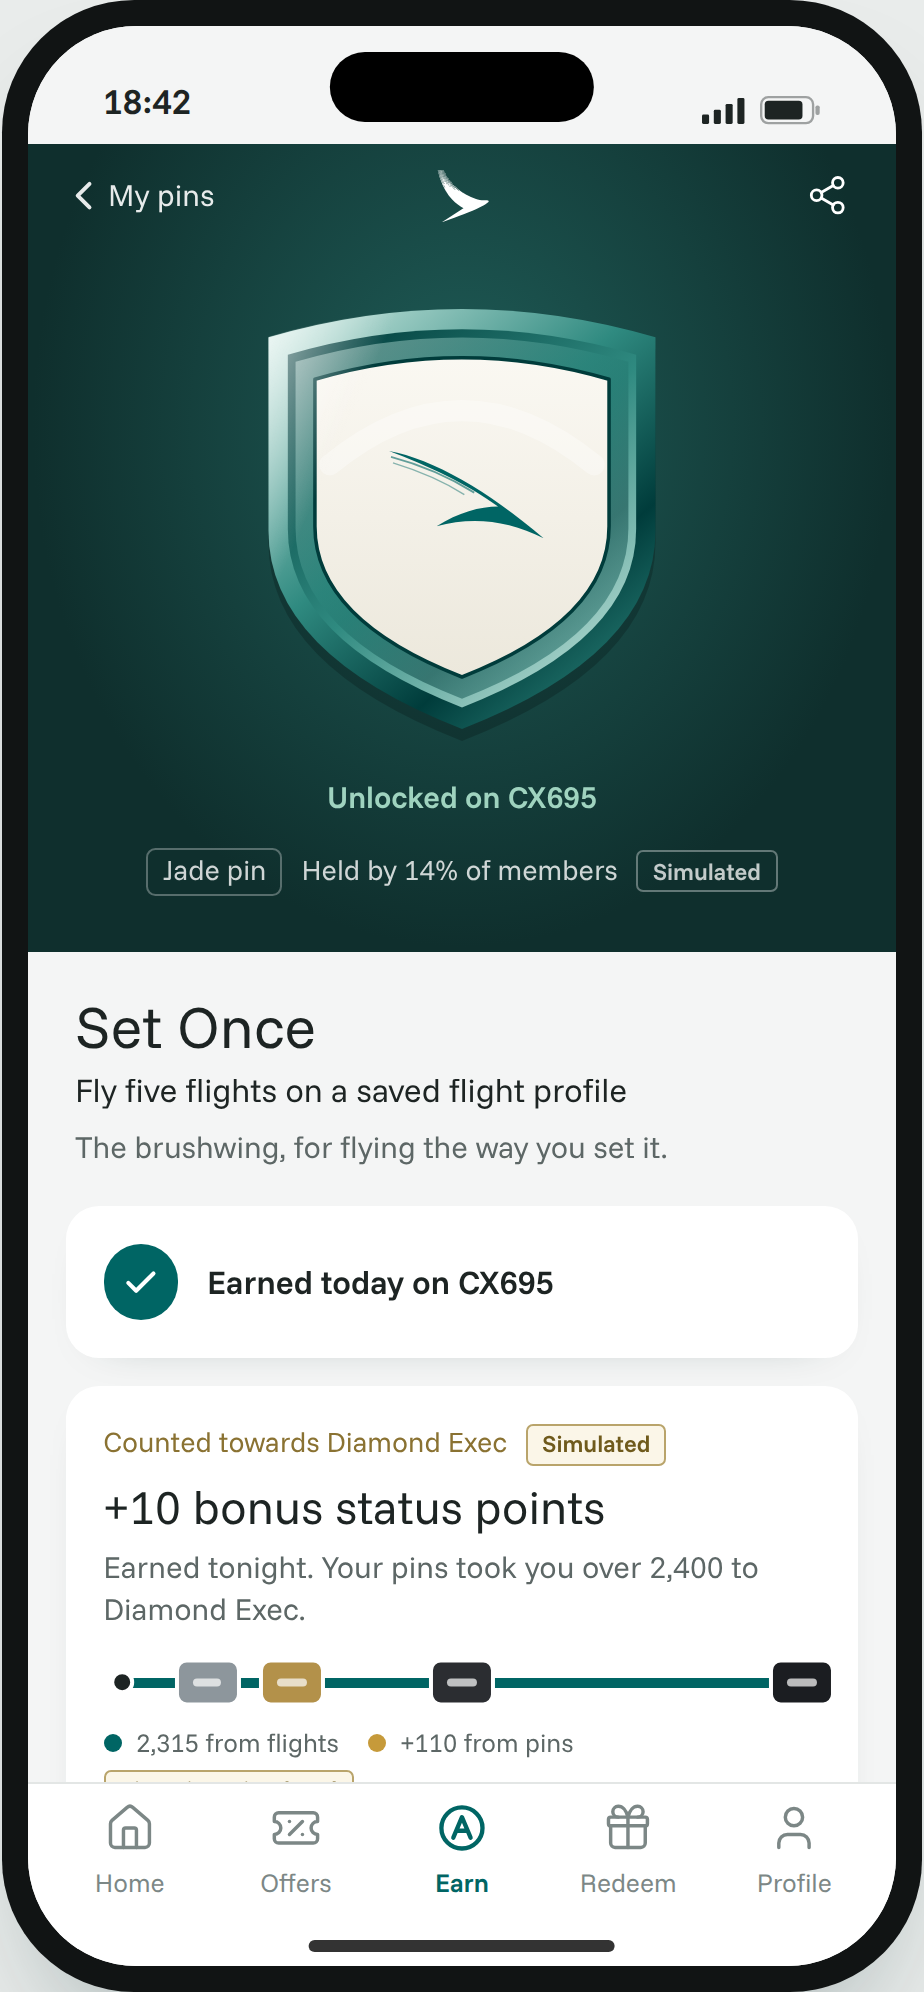 18:42
My pins
Unlocked on CX695
Jade pin Held by 14% of members Simulated
Set Once
Fly five flights on a saved flight profile
The brushwing, for flying the way you set it.
Earned today on CX695
Counted towards Diamond Exec Simulated
+10 bonus status points
Earned tonight. Your pins took you over 2,400 to
Diamond Exec.
2,315 from flights +110 from pins
Home Offers Earn Redeem Profile